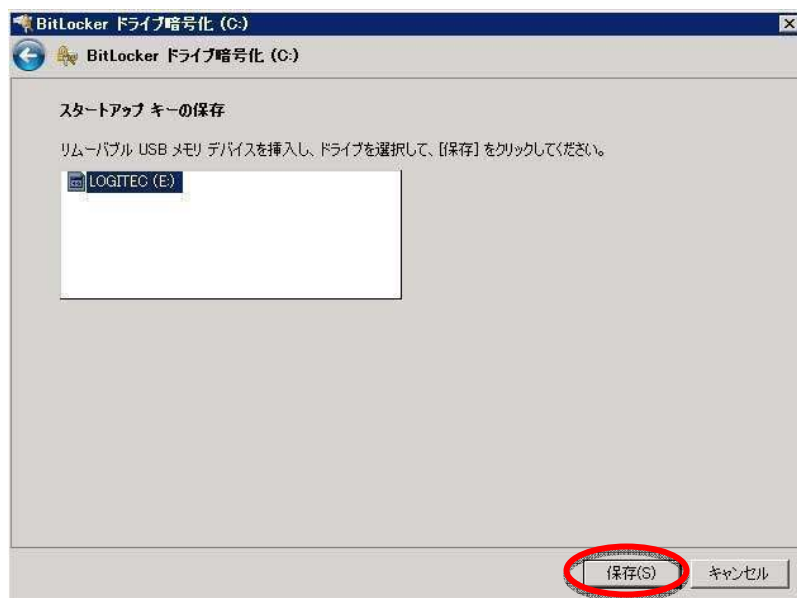 BitLocker ドライブ暗号化 (C:)
BitLocker ドライブ暗号化 (C:)
スタートアップ キーの保存
リムーバブル USB メモリ デバイスを挿入し、ドライブを選択して、[保存] をクリックしてください。
LOGITEC (E:)
保存(S)
キャンセル